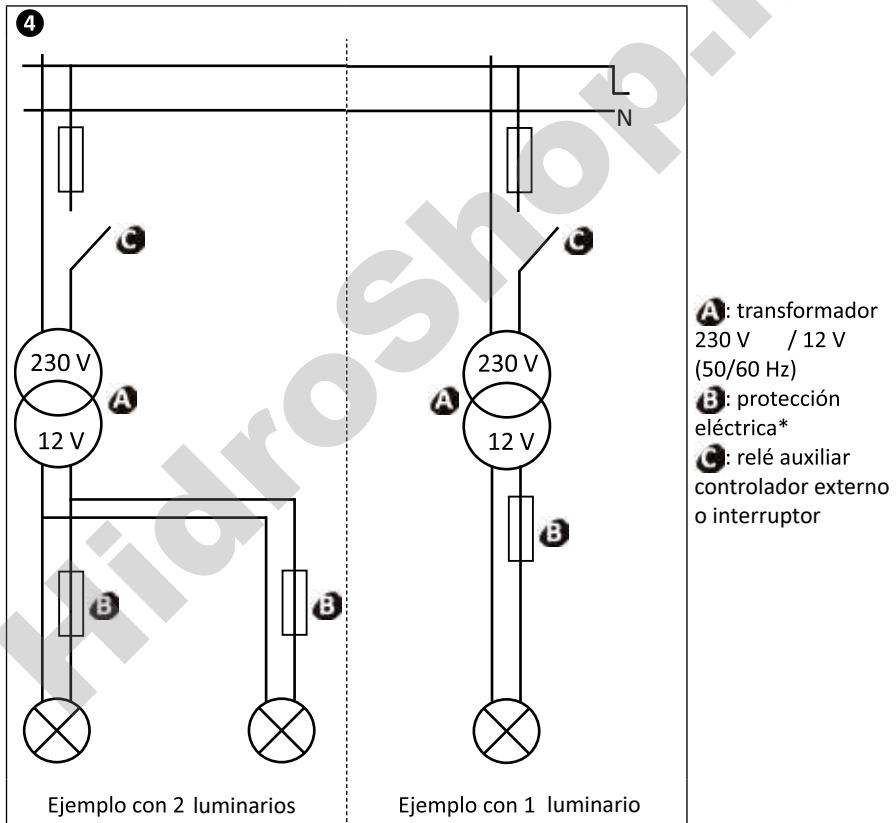 4
N
C
C
230 V
230 V
A
A
12 V
12 V
B
B
B
Ejemplo con 2 luminarios
Ejemplo con 1 luminario
A: transformador
230 V / 12 V
(50/60 Hz)
B: protección
eléctrica*
C: relé auxiliar
controlador externo
o interruptor